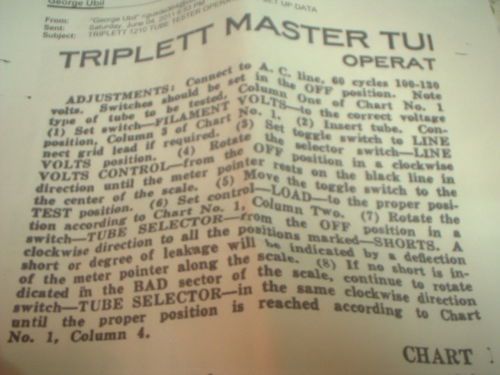 George Ubil
From: "George Ubil"
Sent: Saturday, June 04, 2011 PM
Subject: TRIPLETT 1210 TUBE TESTER SET UP DATA
TRIPLETT MASTER TUI
OPERAT
ADJUSTMENTS: Connect to A. C. line, 60 cycles 100-130
volts. Switches should be set in the OFF position. Note
type of tube to be tested. Column One of Chart No. 1
(1) Set switch—FILAMENT VOLTS—to the correct voltage
position, Column 3 of Chart No. 1. (2) Insert tube. Con-
nect grid lead if required. (3) Set toggle switch to LINE
VOLTS position. (4) Rotate the selector switch—LINE
VOLTS CONTROL—from the OFF position in a clockwise
direction until the meter pointer rests on the black line in
the center of the scale. (5) Move the toggle switch to the
TEST position. (6) Set control—LOAD—to the proper posi-
tion according to Chart No. 1, Column Two. (7) Rotate the
switch—TUBE SELECTOR—from the OFF position in a
clockwise direction to all the positions marked—SHORTS. A
short or degree of leakage will be indicated by a deflection
of the meter pointer along the scale. (8) If no short is in-
dicated in the BAD sector of the scale, continue to rotate
switch—TUBE SELECTOR—in the same clockwise direction
until the proper position is reached according to Chart
No. 1, Column 4.
CHART